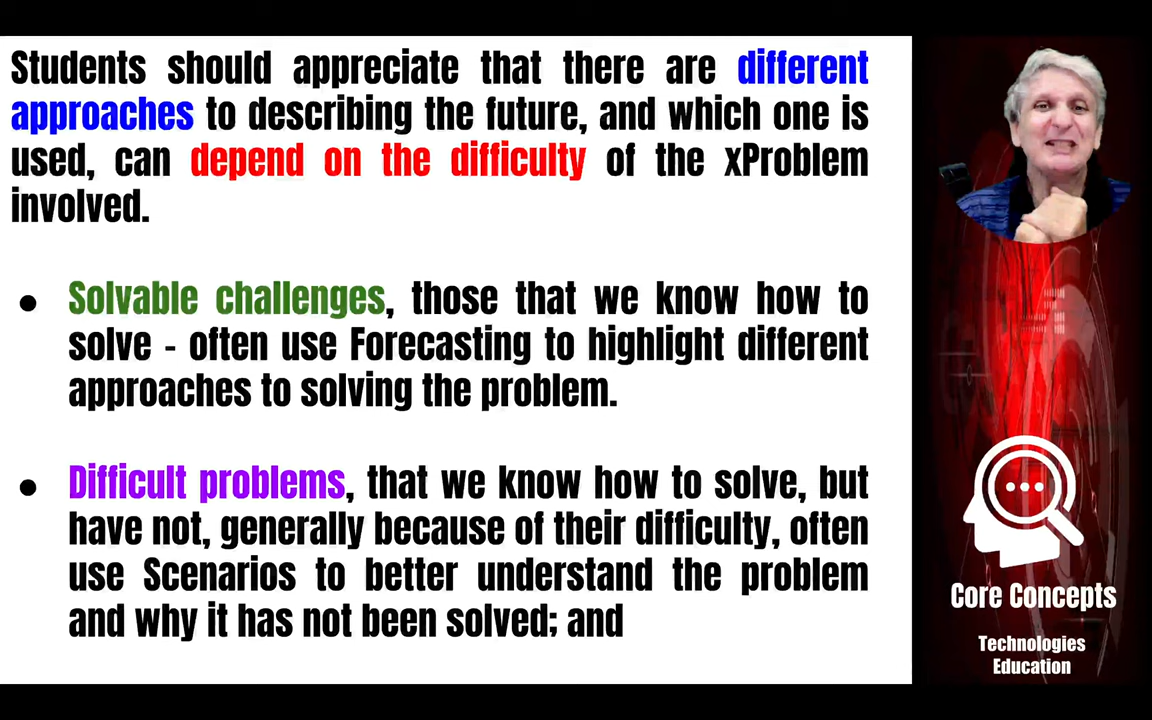 Students should appreciate that there are different
approaches to describing the future, and which one is
used, can depend on the difficulty of the xProblem
involved.
● Solvable challenges, those that we know how to
solve - often use Forecasting to highlight different
approaches to solving the problem.
● Difficult problems, that we know how to solve, but
have not, generally because of their difficulty, often
use Scenarios to better understand the problem
and why it has not been solved; and
Core Concepts
Technologies
Education